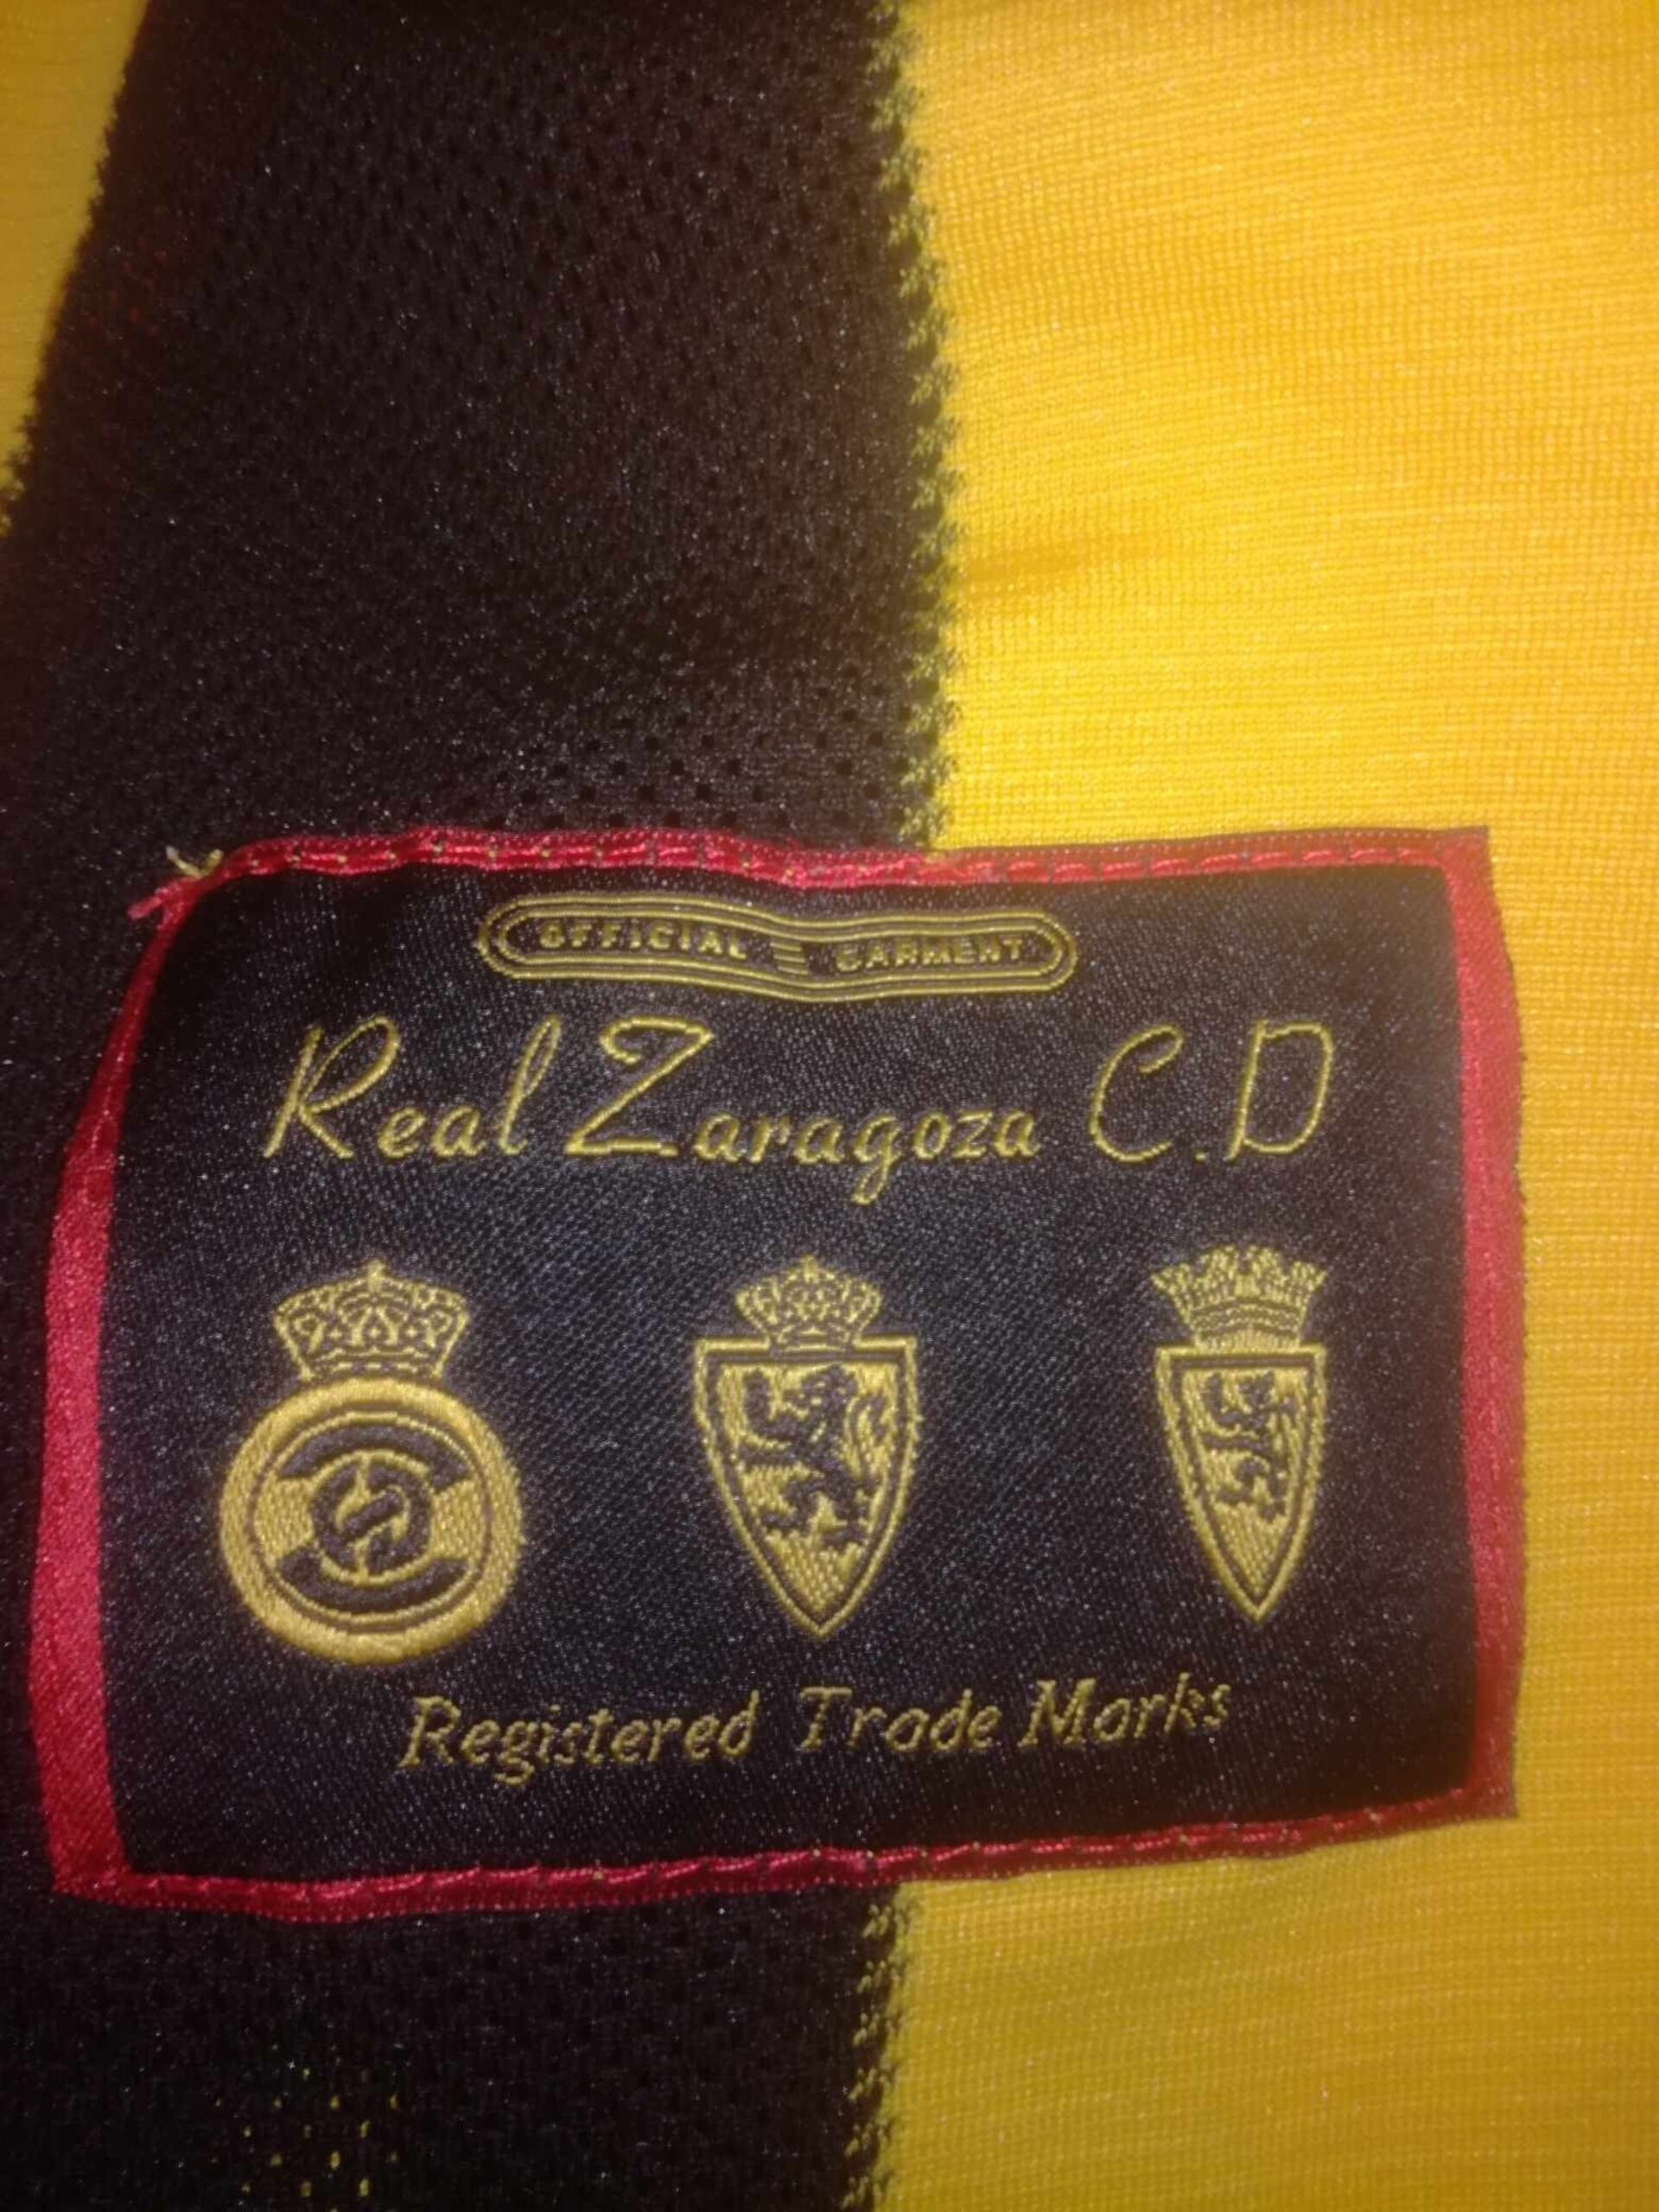 OFFICIAL GARMENT
Real Zaragoza C.D
Registered Trade Marks